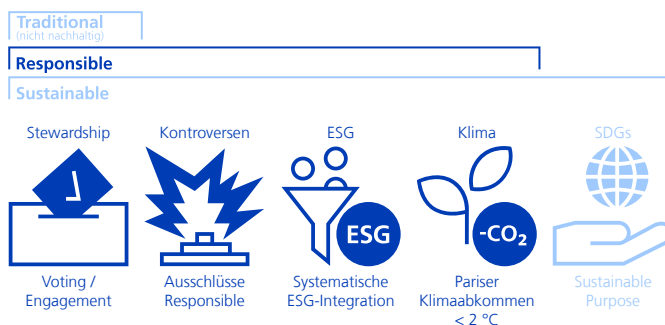 Traditional
(nicht nachhaltig)
Responsible
Sustainable
Stewardship
Kontroversen
ESG
Klima
SDGs
ESG
-CO₂
Voting /
Engagement
Ausschlüsse
Responsible
Systematische
ESG-Integration
Pariser
Klimaabkommen
< 2 °C
Sustainable
Purpose